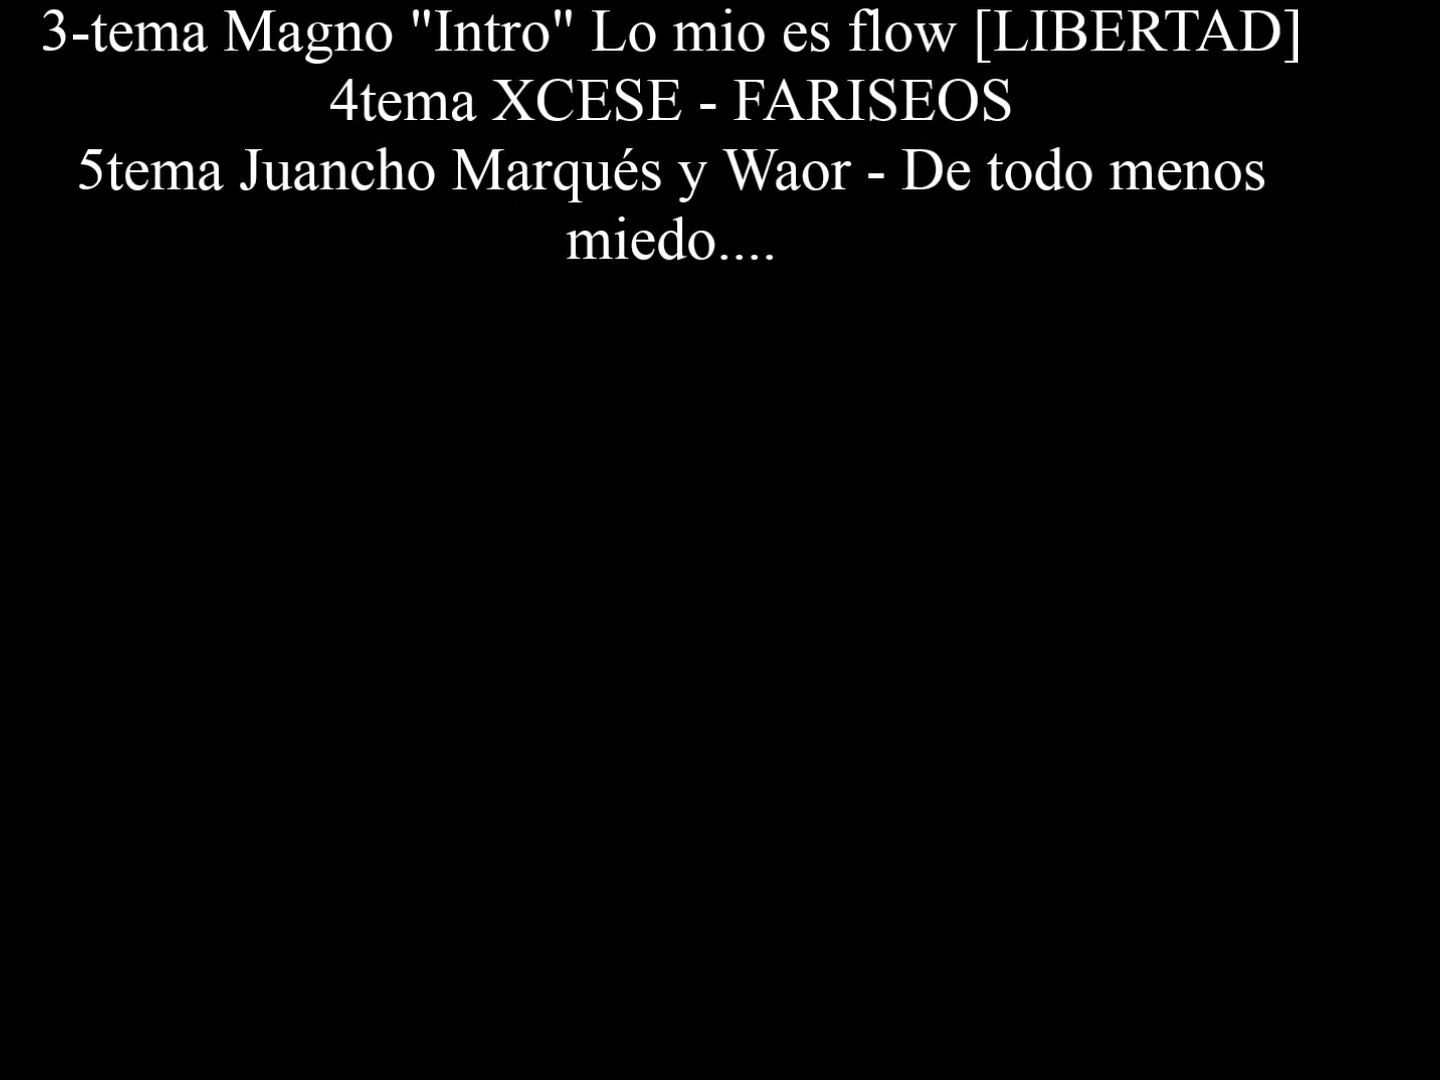 3-tema Magno "Intro" Lo mio es flow [LIBERTAD]
4tema XCESE - FARISEOS
5tema Juancho Marqués y Waor - De todo menos
miedo....